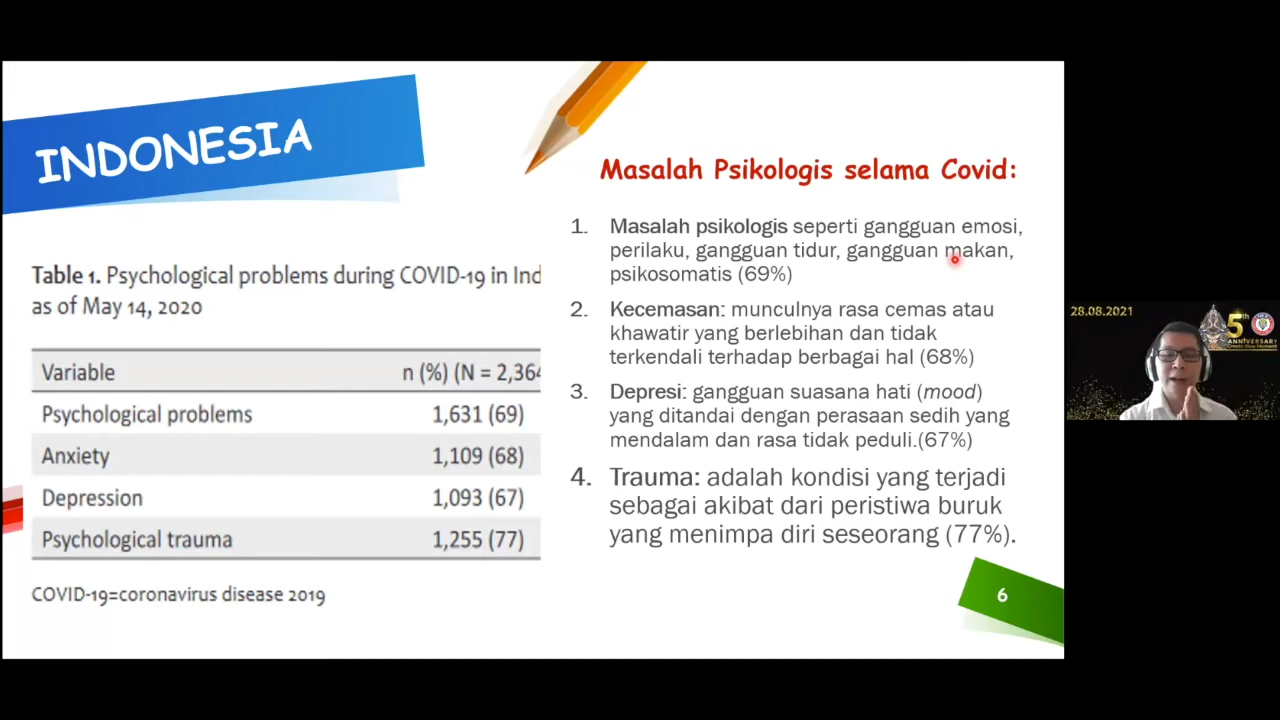 INDONESIA
Table 1. Psychological problems during COVID-19 in Ind
as of May 14, 2020
Variable n (%) (N = 2,364
Psychological problems 1,631 (69)
Anxiety 1,109 (68)
Depression 1,093 (67)
Psychological trauma 1,255 (77)
COVID-19=coronavirus disease 2019
Masalah Psikologis selama Covid:
1. Masalah psikologis seperti gangguan emosi,
perilaku, gangguan tidur, gangguan makan,
psikosomatis (69%)
2. Kecemasan: munculnya rasa cemas atau
khawatir yang berlebihan dan tidak
terkendali terhadap berbagai hal (68%)
3. Depresi: gangguan suasana hati (mood)
yang ditandai dengan perasaan sedih yang
mendalam dan rasa tidak peduli.(67%)
4. Trauma: adalah kondisi yang terjadi
sebagai akibat dari peristiwa buruk
yang menimpa diri seseorang (77%).
6
28.08.2021
5th
ANNIVERSARY